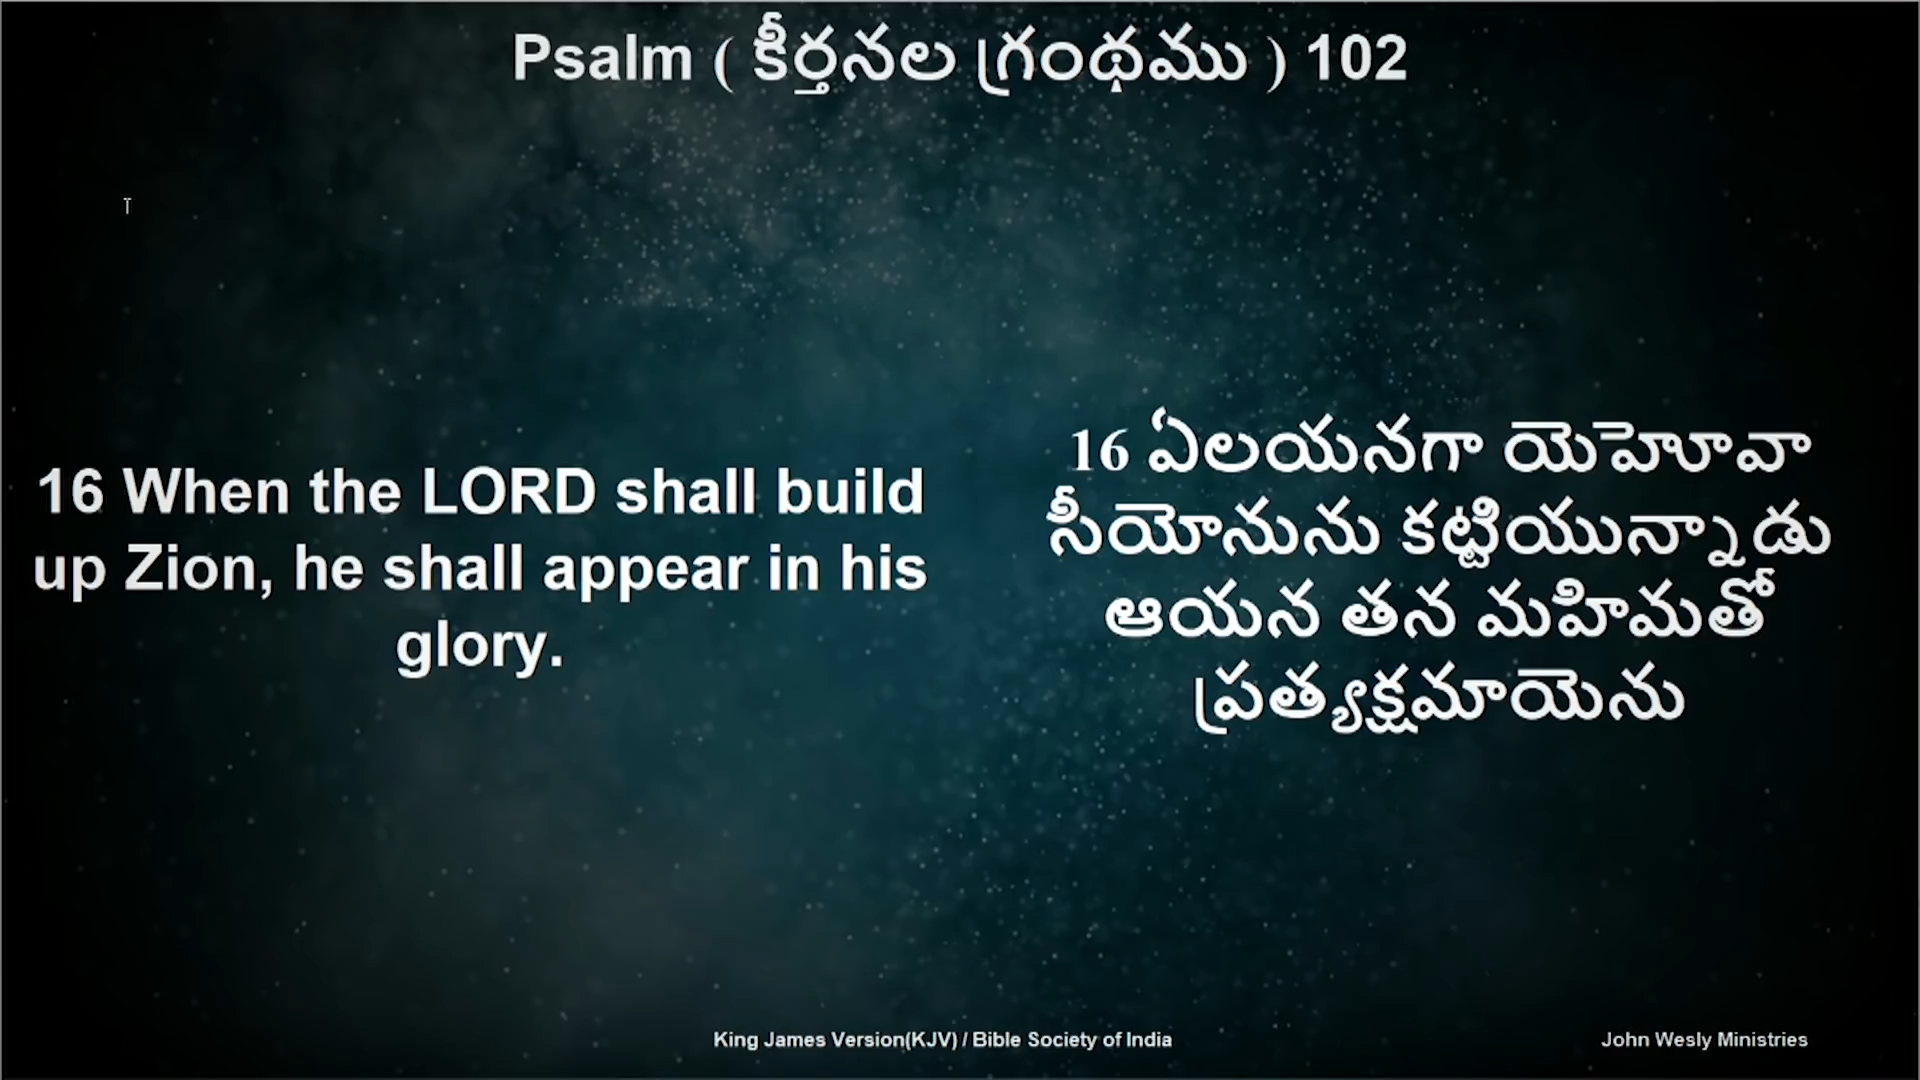 Psalm ( కీర్తనల గ్రంథము ) 102
16 When the LORD shall build
up Zion, he shall appear in his
glory.
16 ఏలయనగా యెహెూవా
సీయోనును కట్టియున్నాడు
ఆయన తన మహిమతో
ప్రత్యక్షమాయెను
King James Version(KJV) / Bible Society of India
John Wesly Ministries